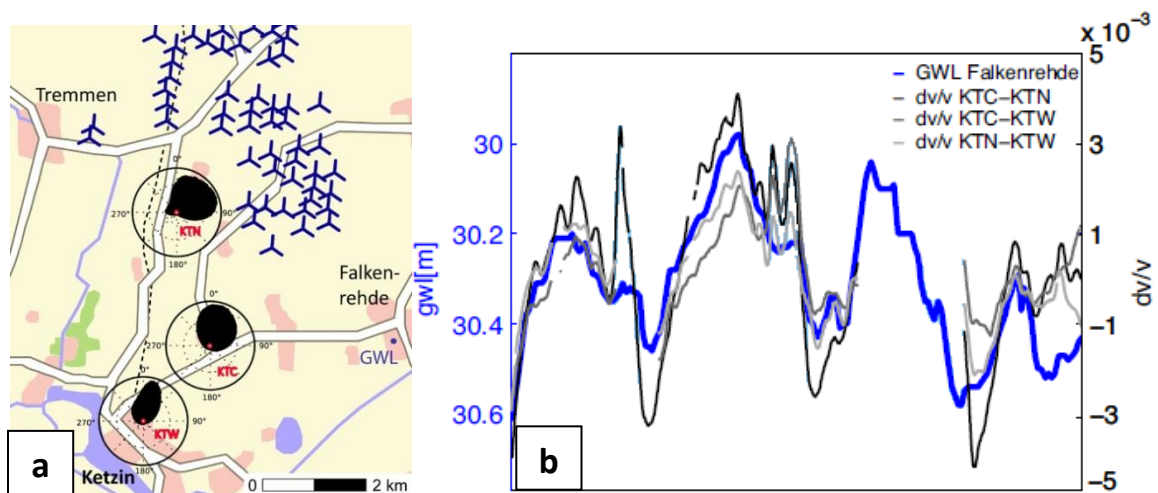 Tremmen
0°
270°
90°
KTN
180°
Falken-
rehde
0°
270°
90°
KTC
180°
GWL
0°
270°
90°
KTW
180°
Ketzin
0
2 km
a
x 10⁻³
GWL Falkenrehde
dv/v KTC–KTN
dv/v KTC–KTW
dv/v KTN–KTW
30
30.2
30.4
30.6
gwl[m]
5
3
1
−1
−3
−5
dv/v
b